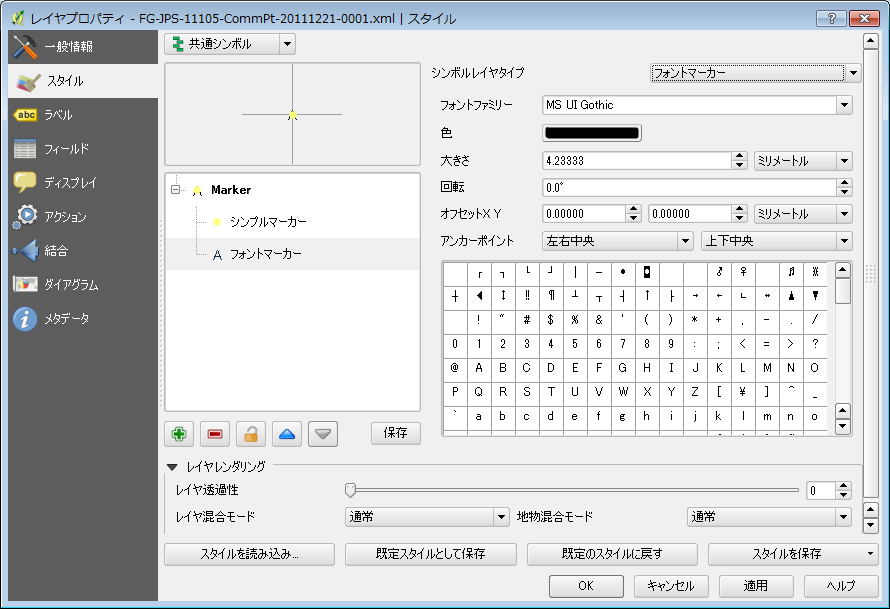 レイヤプロパティ - FG-JPS-11105-CommPt-20111221-0001.xml | スタイル
一般情報
スタイル
abc ラベル
フィールド
ディスプレイ
アクション
結合
ダイアグラム
メタデータ
共通シンボル
Marker
シンプルマーカー
A フォントマーカー
保存
シンボルレイヤタイプ フォントマーカー
フォントファミリー MS UI Gothic
色
大きさ 4.23333 ミリメートル
回転 0.0°
オフセットX Y 0.00000 0.00000 ミリメートル
アンカーポイント 左右中央 上下中央
┌ ┐ └ ┘ │ ─ • ◘ ♂ ♀ ♬
┼ ◀ ↕ ‼ ¶ ┴ ┬ ┤ ↑ ├ → ← ∟ ↔ ▲ ▼
! " # $ % & ' ( ) * + , - . /
0 1 2 3 4 5 6 7 8 9 : ; < = > ?
@ A B C D E F G H I J K L M N O
P Q R S T U V W X Y Z [ ¥ ] ^ _
` a b c d e f g h i j k l m n o
レイヤレンダリング
レイヤ透過性 0
レイヤ混合モード 通常 地物混合モード 通常
スタイルを読み込み... 既定スタイルとして保存 既定のスタイルに戻す スタイルを保存
OK キャンセル 適用 ヘルプ